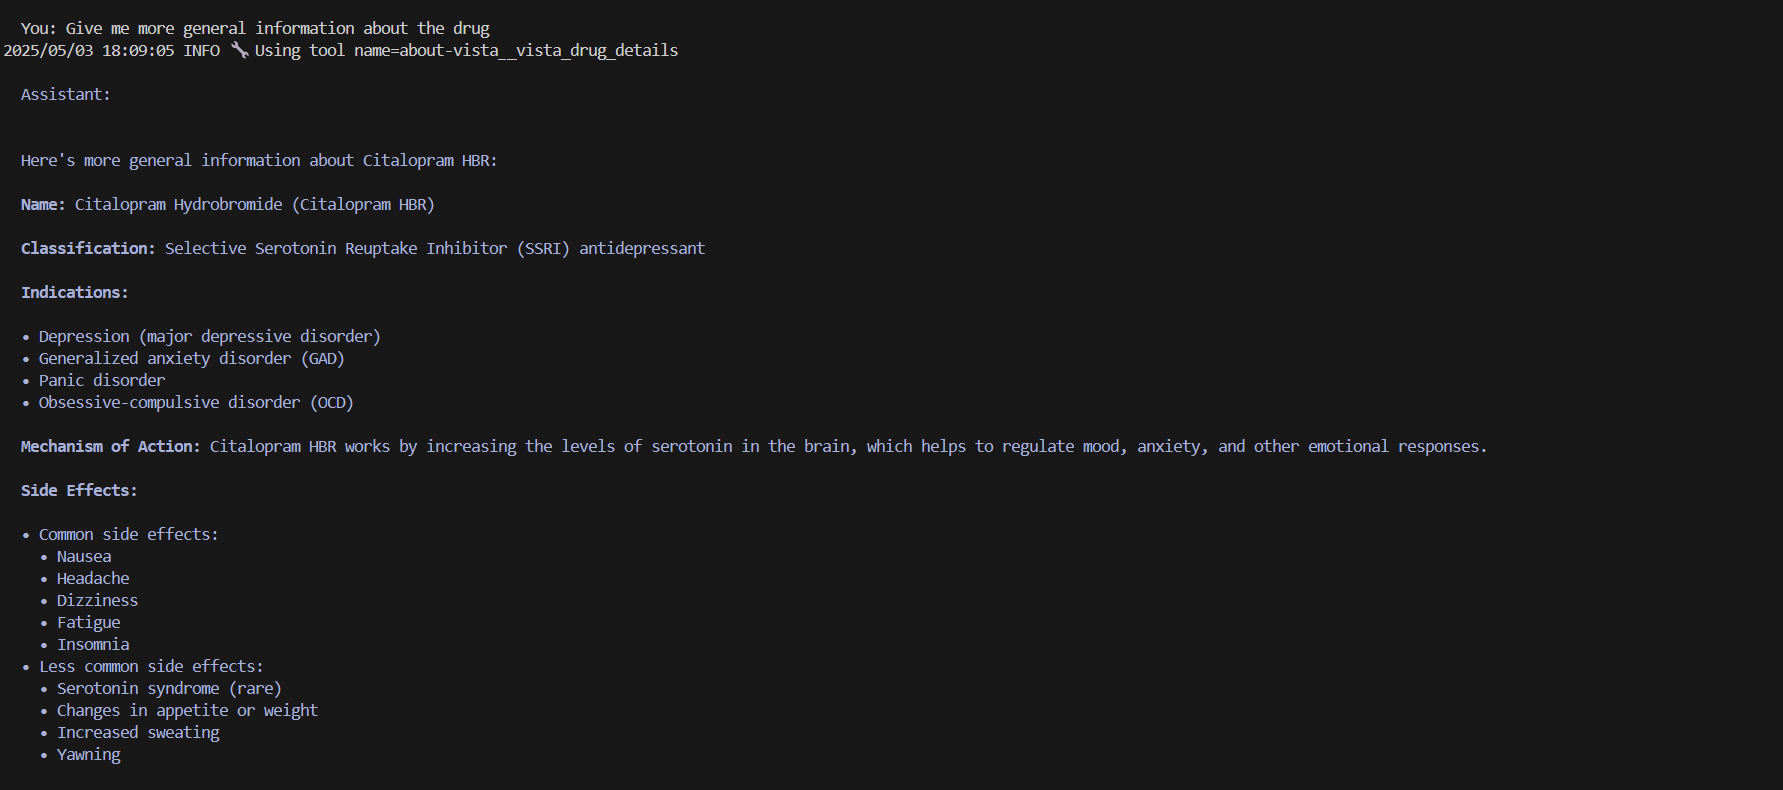 You: Give me more general information about the drug
2025/05/03 18:09:05 INFO 🔧 Using tool name=about-vista__vista_drug_details
Assistant:
Here's more general information about Citalopram HBR:
Name: Citalopram Hydrobromide (Citalopram HBR)
Classification: Selective Serotonin Reuptake Inhibitor (SSRI) antidepressant
Indications:
• Depression (major depressive disorder)
• Generalized anxiety disorder (GAD)
• Panic disorder
• Obsessive-compulsive disorder (OCD)
Mechanism of Action: Citalopram HBR works by increasing the levels of serotonin in the brain, which helps to regulate mood, anxiety, and other emotional responses.
Side Effects:
• Common side effects:
• Nausea
• Headache
• Dizziness
• Fatigue
• Insomnia
• Less common side effects:
• Serotonin syndrome (rare)
• Changes in appetite or weight
• Increased sweating
• Yawning